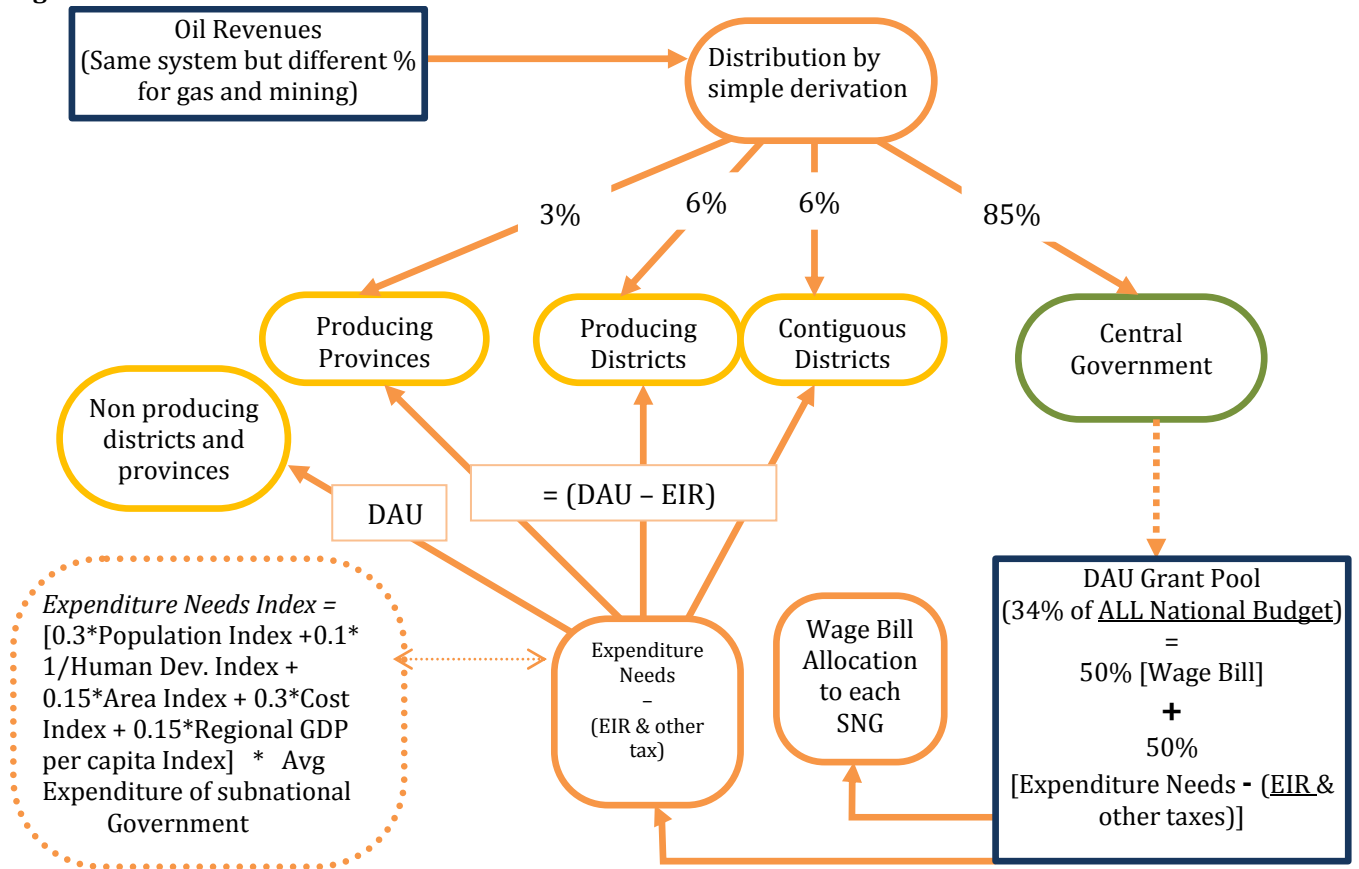 Oil Revenues
(Same system but different %
for gas and mining)
Distribution by
simple derivation
3%
6%
6%
85%
Producing
Provinces
Producing
Districts
Contiguous
Districts
Central
Government
Non producing
districts and
provinces
DAU
= (DAU – EIR)
Expenditure Needs Index =
[0.3*Population Index +0.1*
1/Human Dev. Index +
0.15*Area Index + 0.3*Cost
Index + 0.15*Regional GDP
per capita Index] * Avg
Expenditure of subnational
Government
Expenditure
Needs
–
(EIR & other
tax)
Wage Bill
Allocation
to each
SNG
DAU Grant Pool
(34% of ALL National Budget)
=
50% [Wage Bill]
+
50%
[Expenditure Needs - (EIR &
other taxes)]